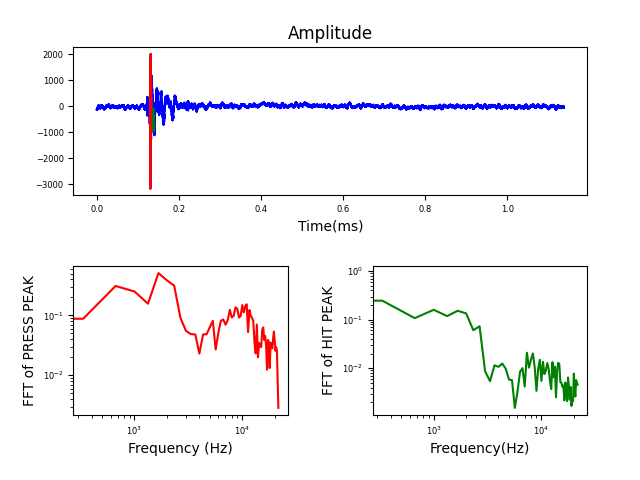 Amplitude
2000
1000
0
−1000
−2000
−3000
0.0 0.2 0.4 0.6 0.8 1.0
Time(ms)
FFT of PRESS PEAK
10⁻¹
10⁻²
10³ 10⁴
Frequency (Hz)
FFT of HIT PEAK
10⁰
10⁻¹
10⁻²
10³ 10⁴
Frequency(Hz)